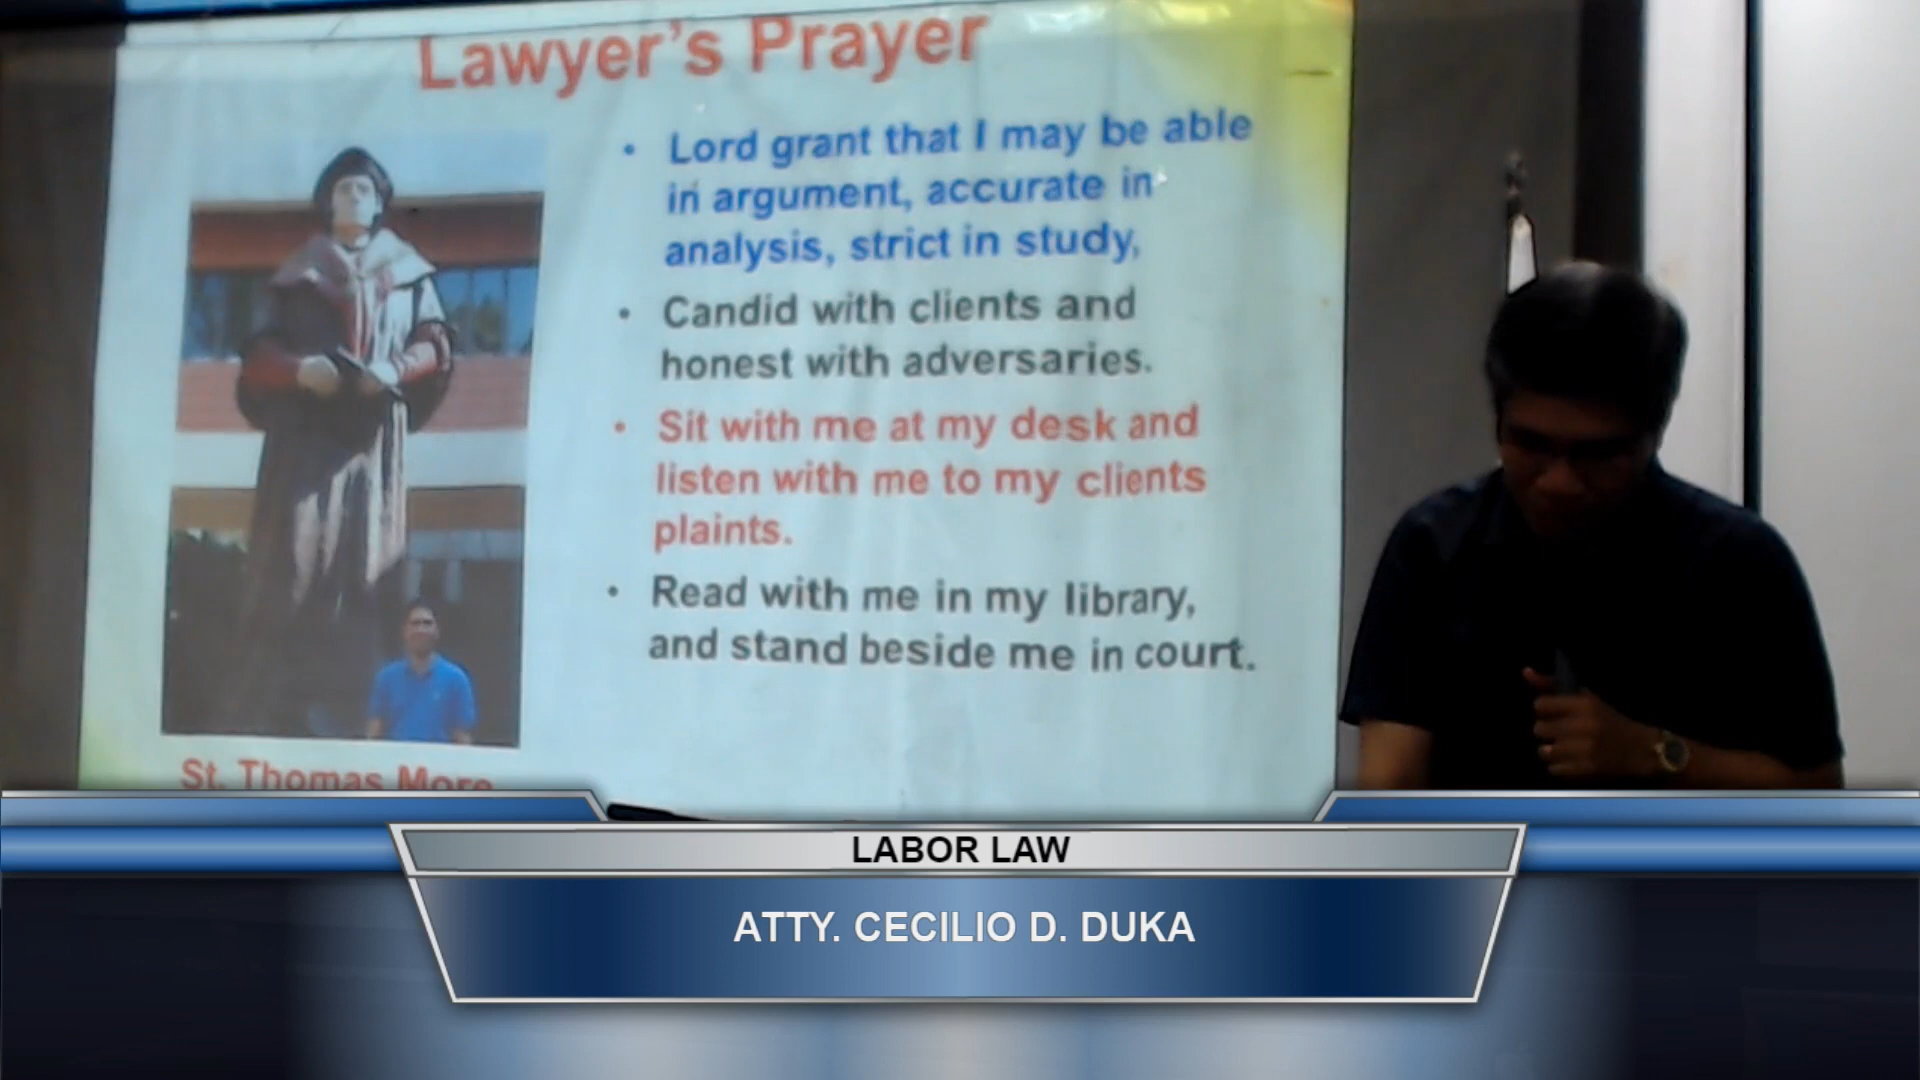 Lawyer's Prayer
• Lord grant that I may be able
in argument, accurate in
analysis, strict in study,
• Candid with clients and
honest with adversaries.
• Sit with me at my desk and
listen with me to my clients
plaints.
• Read with me in my library,
and stand beside me in court.
St. Thomas More
LABOR LAW
ATTY. CECILIO D. DUKA